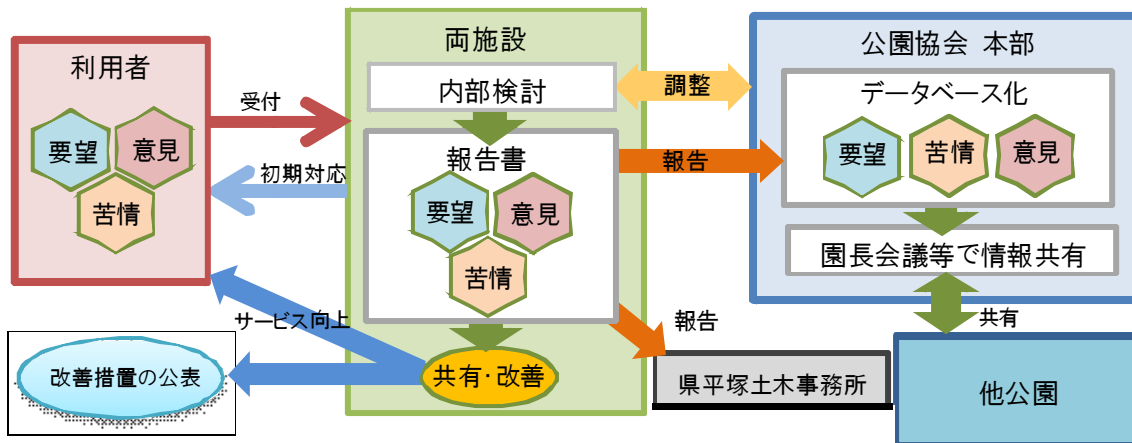 利用者
要望
意見
苦情
受付
初期対応
サービス向上
改善措置の公表
両施設
内部検討
報告書
要望
意見
苦情
共有・改善
調整
報告
報告
県平塚土木事務所
公園協会 本部
データベース化
要望
苦情
意見
園長会議等で情報共有
共有
他公園